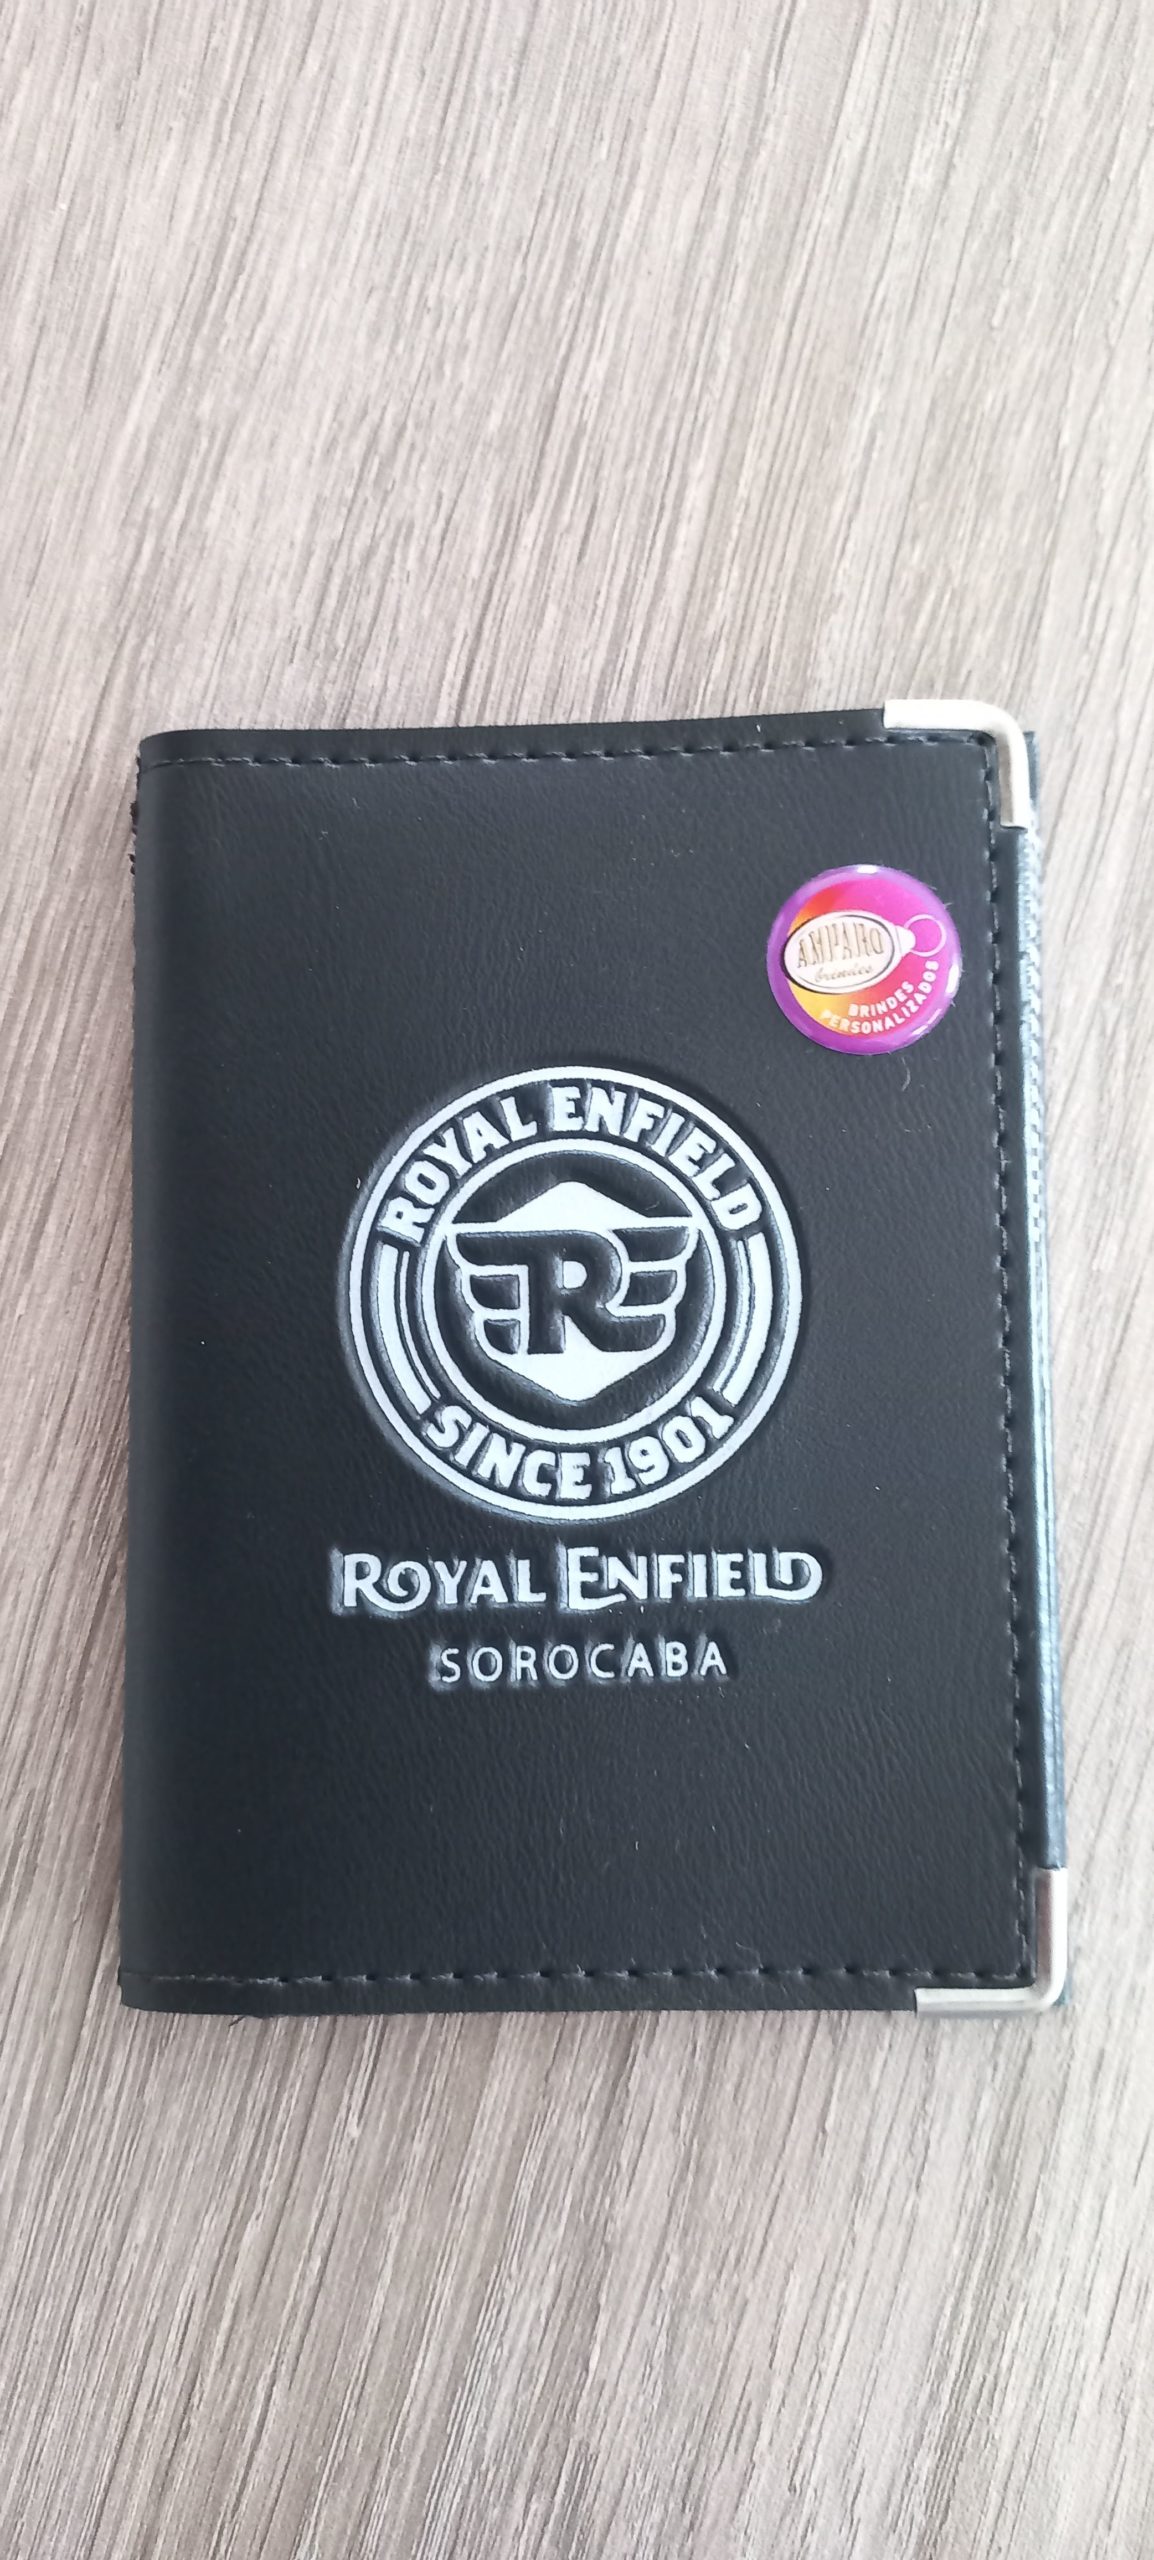 AMPARO
brindes
BRINDES
PERSONALIZADOS
ROYAL ENFIELD
R
SINCE 1901
ROYAL ENFIELD
SOROCABA